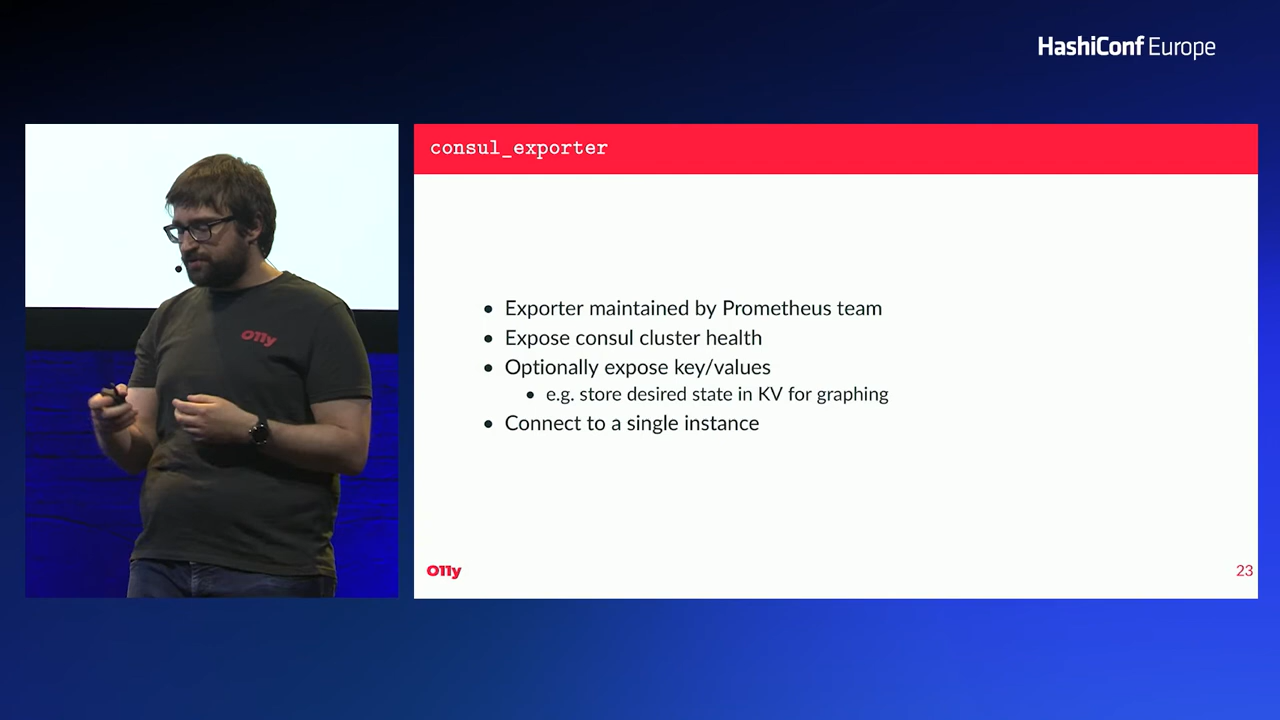 HashiConf Europe
consul_exporter
O11y
• Exporter maintained by Prometheus team
• Expose consul cluster health
• Optionally expose key/values
• e.g. store desired state in KV for graphing
• Connect to a single instance
O11y
23